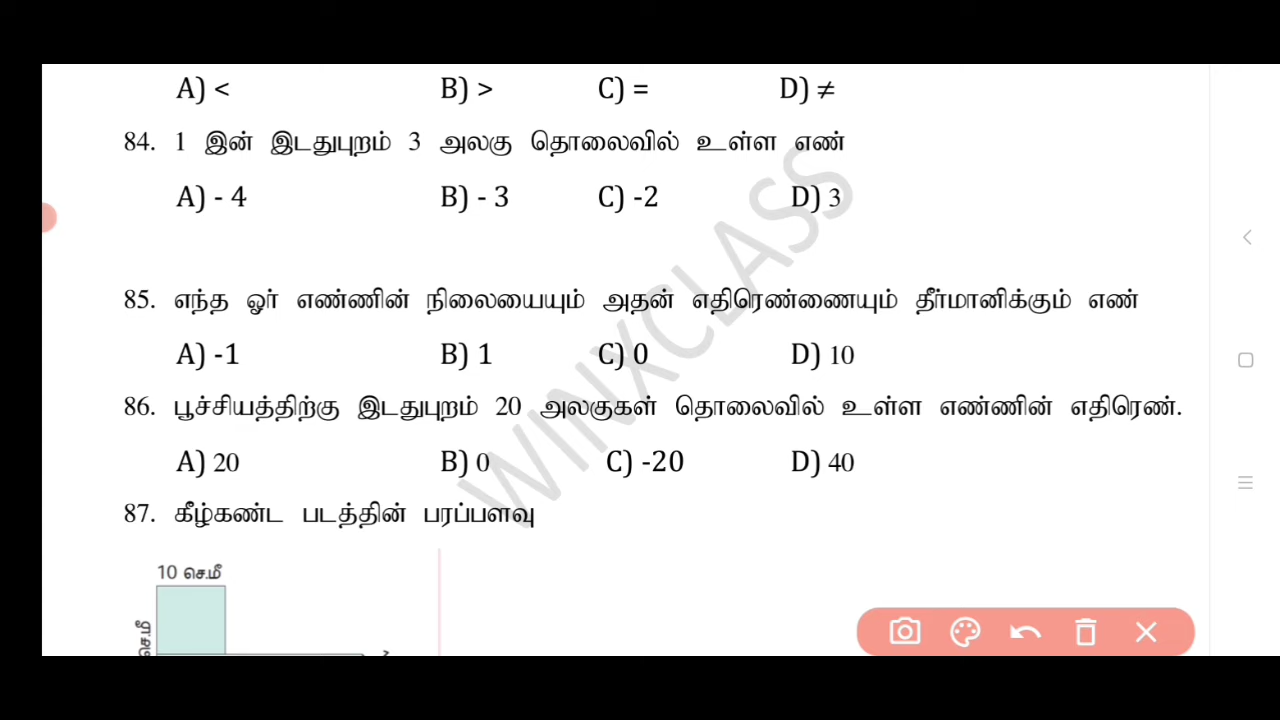 A) < B) > C) = D) ≠
84. 1 இன் இடதுபுறம் 3 அலகு தொலைவில் உள்ள எண்
A) - 4 B) - 3 C) -2 D) 3
85. எந்த ஓர் எண்ணின் நிலையையும் அதன் எதிரெண்ணையும் தீர்மானிக்கும் எண்
A) -1 B) 1 C) 0 D) 10
86. பூச்சியத்திற்கு இடதுபுறம் 20 அலகுகள் தொலைவில் உள்ள எண்ணின் எதிரெண்.
A) 20 B) 0 C) -20 D) 40
87. கீழ்கண்ட படத்தின் பரப்பளவு
10 செ.மீ
செ.மீ
WINXCLASS